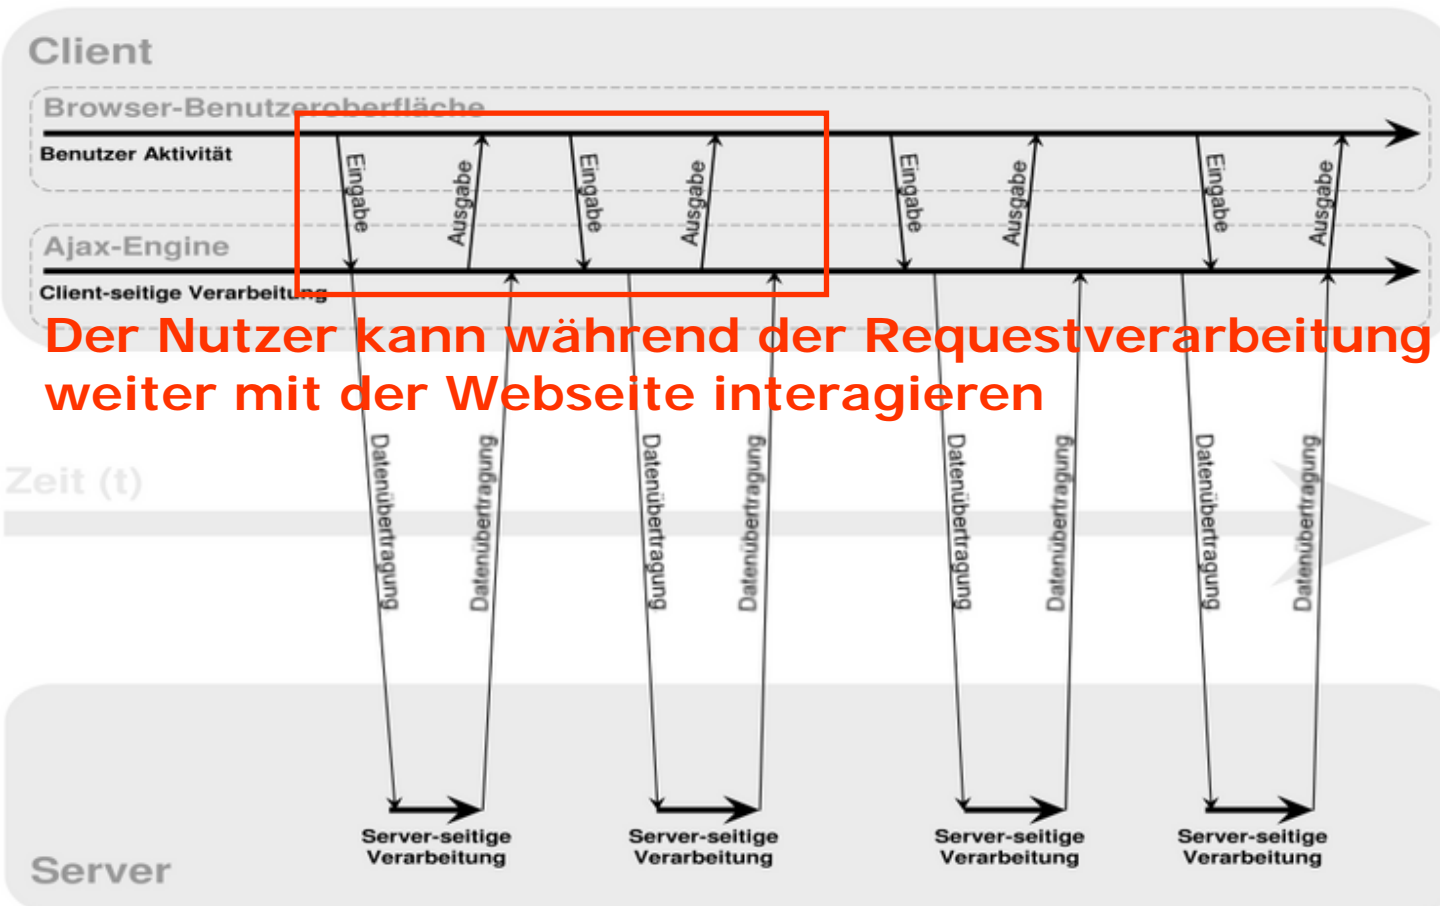 Client
Browser-Benutzeroberfläche
Benutzer Aktivität
Eingabe
Ausgabe
Eingabe
Ausgabe
Eingabe
Ausgabe
Eingabe
Ausgabe
Ajax-Engine
Client-seitige Verarbeitung
Der Nutzer kann während der Requestverarbeitung
weiter mit der Webseite interagieren
Datenübertragung
Datenübertragung
Datenübertragung
Datenübertragung
Datenübertragung
Datenübertragung
Datenübertragung
Datenübertragung
Zeit (t)
Server-seitige
Verarbeitung
Server-seitige
Verarbeitung
Server-seitige
Verarbeitung
Server-seitige
Verarbeitung
Server